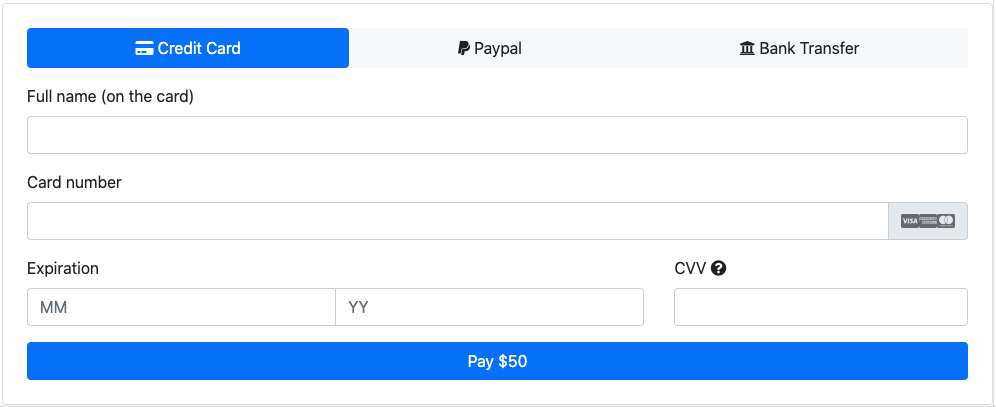 Credit Card Paypal Bank Transfer
Full name (on the card)
Card number
VISA
Expiration CVV
MM YY
Pay $50